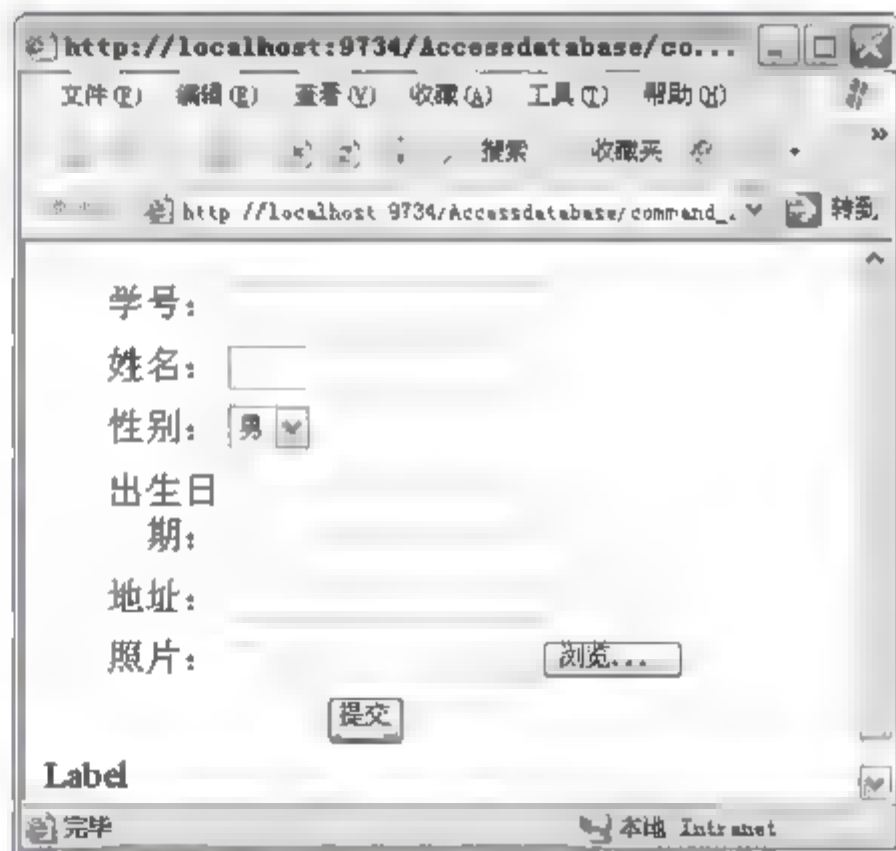 http://localhost:9734/Accessdatabase/co...
文件(F) 编辑(E) 查看(V) 收藏(A) 工具(T) 帮助(H)
搜索 收藏夹 »
http //localhost 9734/Accessdatabase/command_. 转到
学号：
姓名：
性别： 男
出生日
期：
地址：
照片： 浏览...
提交
Label
完毕 本地 Intranet